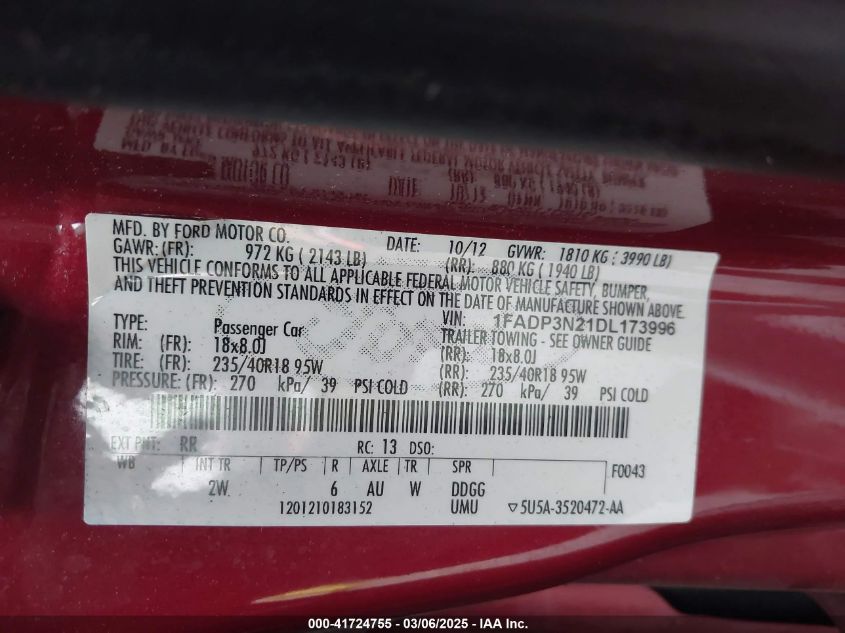 MFD. BY FORD MOTOR CO. DATE: 10/12 GVWR: 1810 KG ( 3990 LB)
GAWR: (FR): 972 KG ( 2143 LB) (RR): 880 KG ( 1940 LB)
THIS VEHICLE CONFORMS TO ALL APPLICABLE FEDERAL MOTOR VEHICLE SAFETY, BUMPER,
AND THEFT PREVENTION STANDARDS IN EFFECT ON THE DATE OF MANUFACTURE SHOWN ABOVE.
VIN: 1FADP3N21DL173996
TYPE: Passenger Car TRAILER TOWING - SEE OWNER GUIDE
RIM: (FR): 18x8.0J (RR): 18x8.0J
TIRE: (FR): 235/40R18 95W (RR): 235/40R18 95W
PRESSURE: (FR): 270 kPa/ 39 PSI COLD (RR): 270 kPa/ 39 PSI COLD
EXT PNT: RR RC: 13 DSO:
WB INT TR TP/PS R AXLE TR SPR F0043
2W 6 AU W DDGG
1201210183152 UMU ▽5U5A-3520472-AA
000-41724755 - 03/06/2025 - IAA Inc.